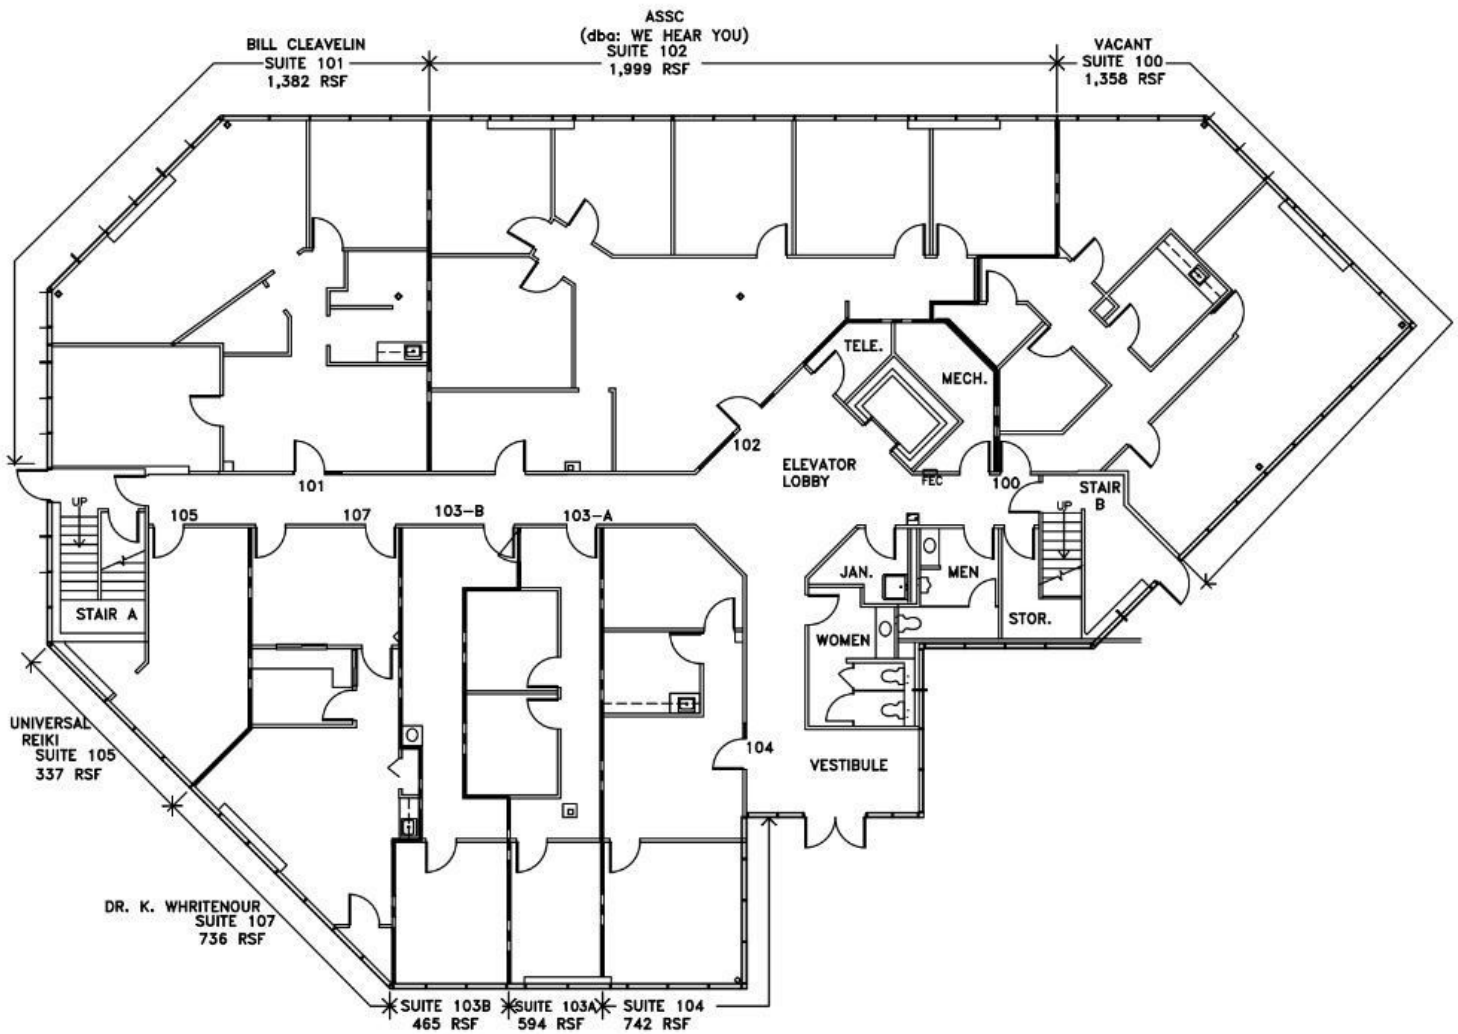 BILL CLEAVELIN
SUITE 101
1,382 RSF
ASSC
(dba: WE HEAR YOU)
SUITE 102
1,999 RSF
VACANT
SUITE 100
1,358 RSF
TELE.
MECH.
102
ELEVATOR
LOBBY
FEC
100
STAIR
B
UP
101
UP
105
107
103-B
103-A
JAN.
MEN
STOR.
WOMEN
STAIR A
104
VESTIBULE
UNIVERSAL
REIKI
SUITE 105
337 RSF
DR. K. WHRITENOUR
SUITE 107
736 RSF
SUITE 103B
465 RSF
SUITE 103A
594 RSF
SUITE 104
742 RSF